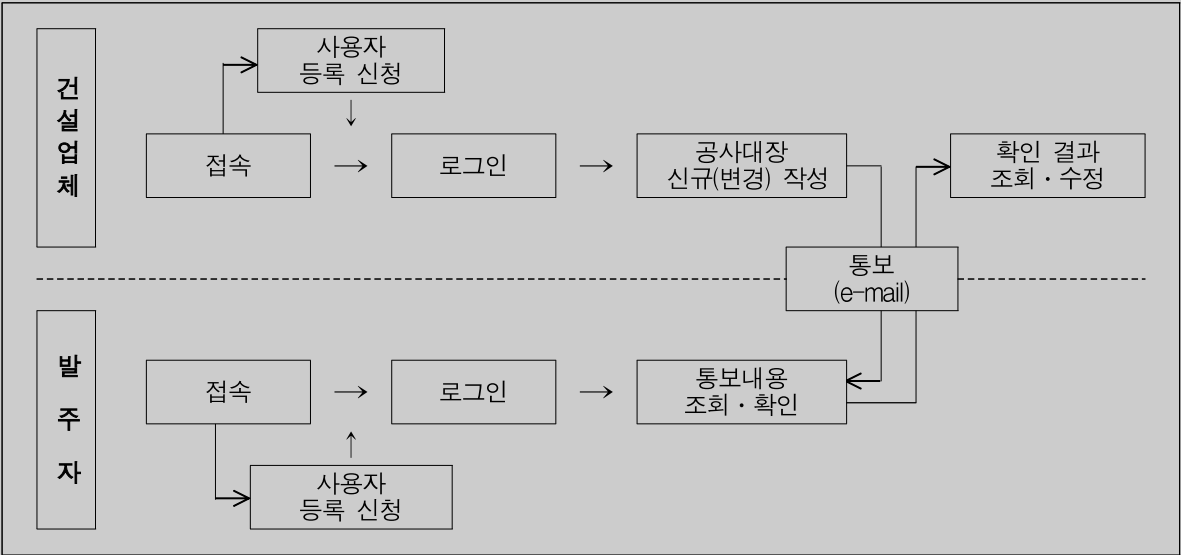 건설업체
사용자
등록 신청
접속
로그인
공사대장
신규(변경) 작성
확인 결과
조회·수정
통보
(e-mail)
발주자
접속
로그인
통보내용
조회·확인
사용자
등록 신청